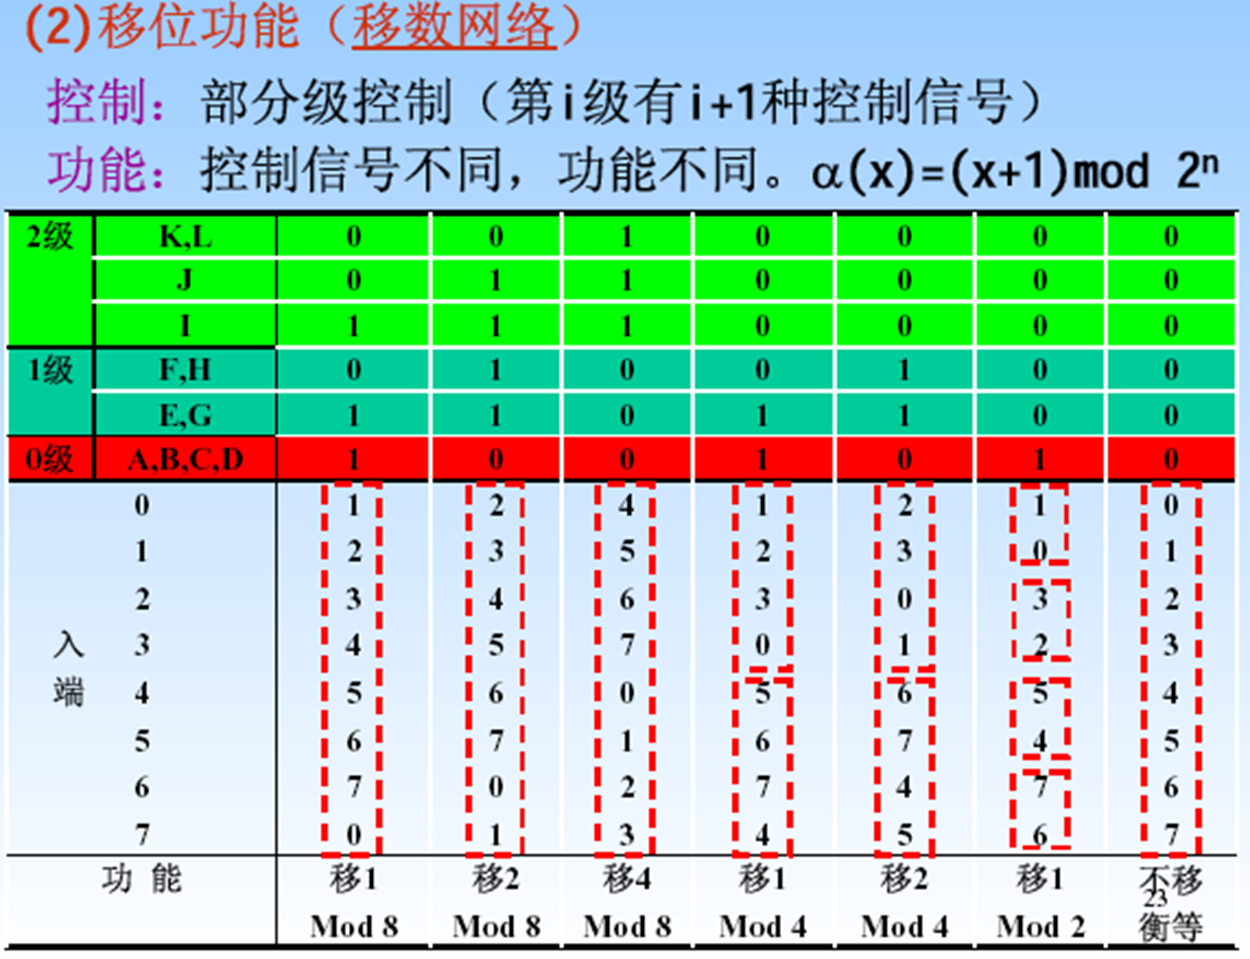 (2)移位功能（移数网络）
控制：部分级控制（第i级有i+1种控制信号）
功能：控制信号不同，功能不同。α(x)=(x+1)mod 2ⁿ
2级 K,L 0 0 1 0 0 0 0
J 0 1 1 0 0 0 0
I 1 1 1 0 0 0 0
1级 F,H 0 1 0 0 1 0 0
E,G 1 1 0 1 1 0 0
0级 A,B,C,D 1 0 0 1 0 1 0
0 1 2 4 1 2 1 0
1 2 3 5 2 3 0 1
2 3 4 6 3 0 3 2
入 3 4 5 7 0 1 2 3
端 4 5 6 0 5 6 5 4
5 6 7 1 6 7 4 5
6 7 0 2 7 4 7 6
7 0 1 3 4 5 6 7
功 能 移1 移2 移4 移1 移2 移1 不移
23
Mod 8 Mod 8 Mod 8 Mod 4 Mod 4 Mod 2 衡等